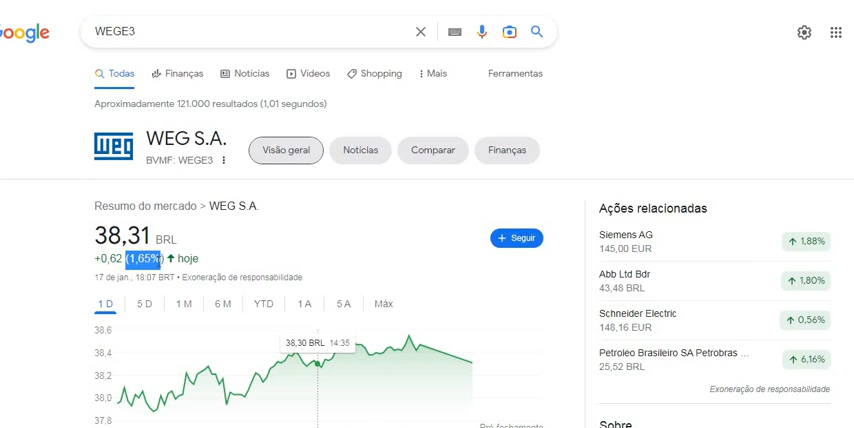 Google
WEGE3
Todas Finanças Notícias Vídeos Shopping Mais Ferramentas
Aproximadamente 121.000 resultados (1,01 segundos)
weg
WEG S.A.
BVMF: WEGE3
Visão geral Notícias Comparar Finanças
Resumo do mercado > WEG S.A.
38,31 BRL
+ Seguir
+0,62 (1,65%) hoje
17 de jan., 18:07 BRT • Exoneração de responsabilidade
1 D 5 D 1 M 6 M YTD 1 A 5 A Máx
38,30 BRL 14:35
38,6
38,4
38,2
38,0
37,8
Pré-fechamento
Ações relacionadas
Siemens AG
145,00 EUR
1,88%
Abb Ltd Bdr
43,48 BRL
1,80%
Schneider Electric
148,16 EUR
0,56%
Petroleo Brasileiro SA Petrobras ...
25,52 BRL
6,16%
Exoneração de responsabilidade
Sobre